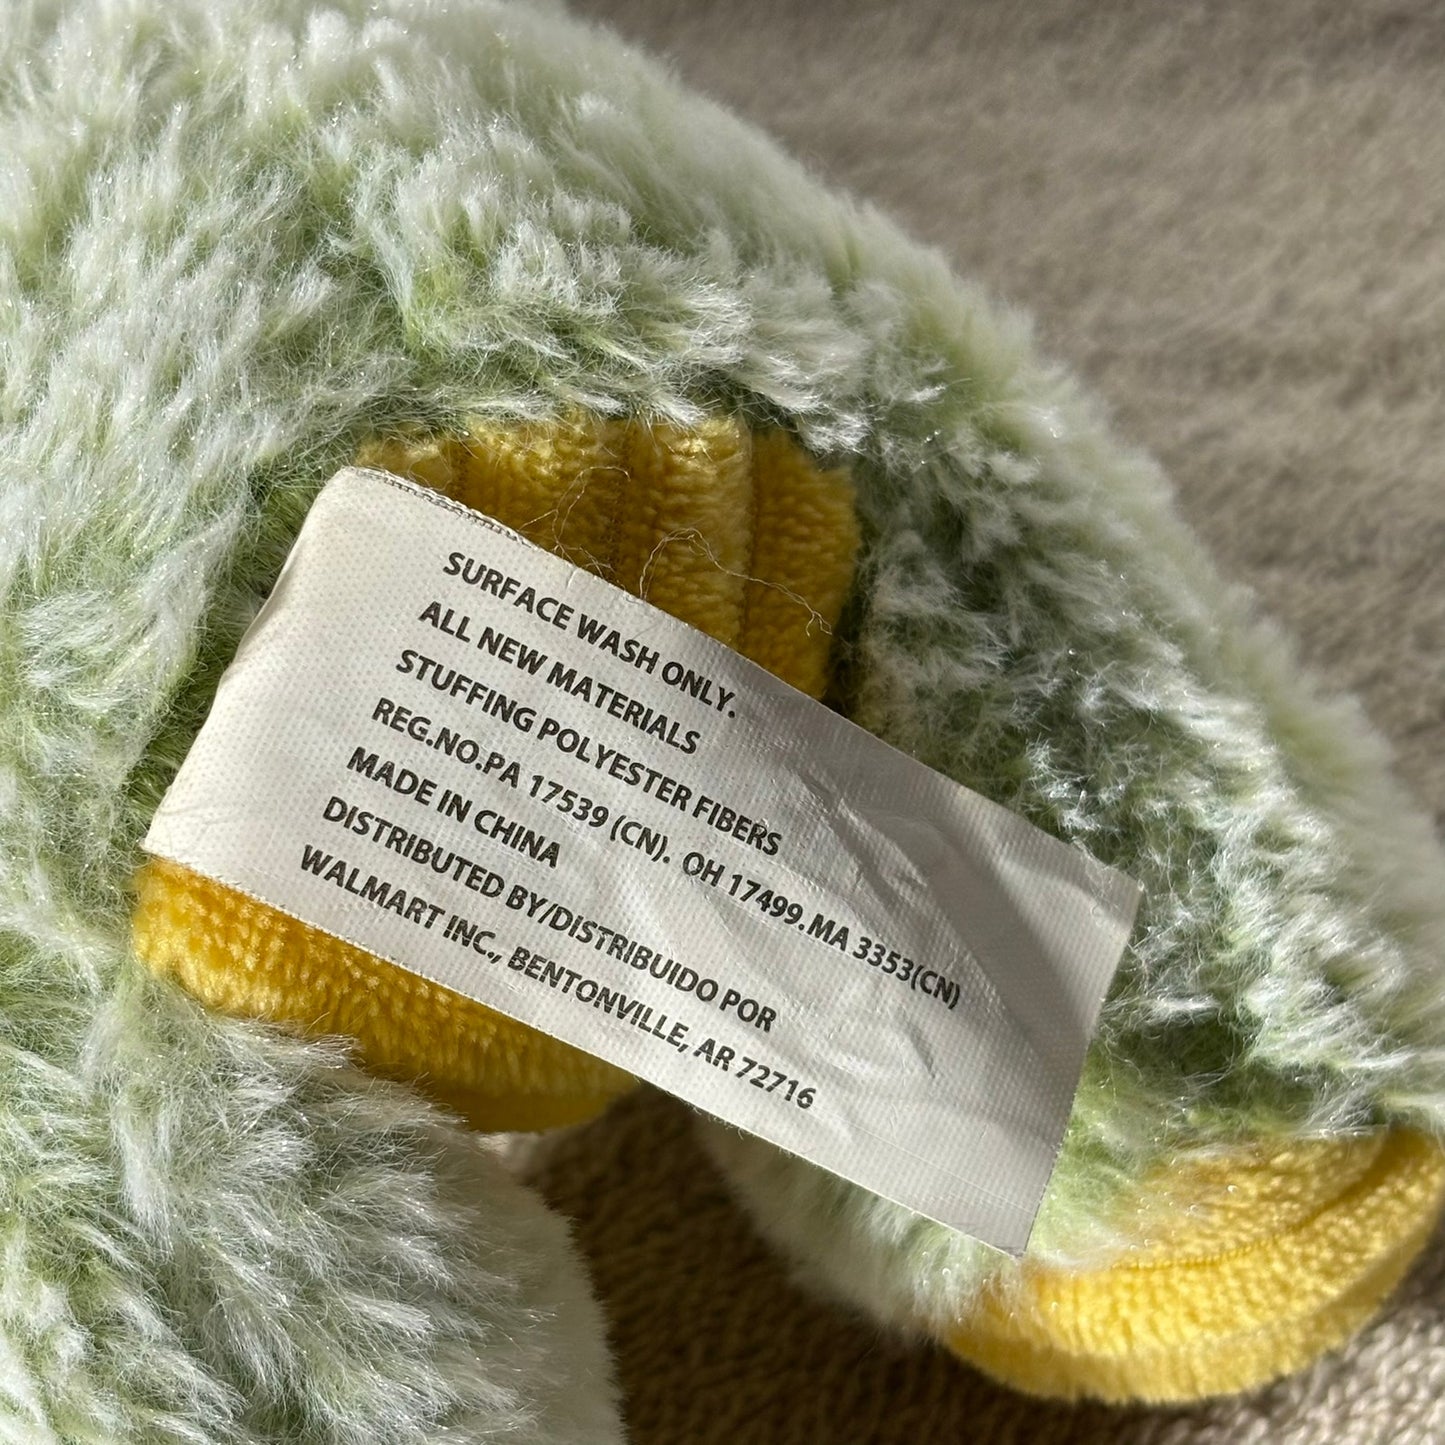 SURFACE WASH ONLY.
ALL NEW MATERIALS
STUFFING POLYESTER FIBERS
REG.NO.PA 17539 (CN). OH 17499.MA 3353(CN)
MADE IN CHINA
DISTRIBUTED BY/DISTRIBUIDO POR
WALMART INC., BENTONVILLE, AR 72716